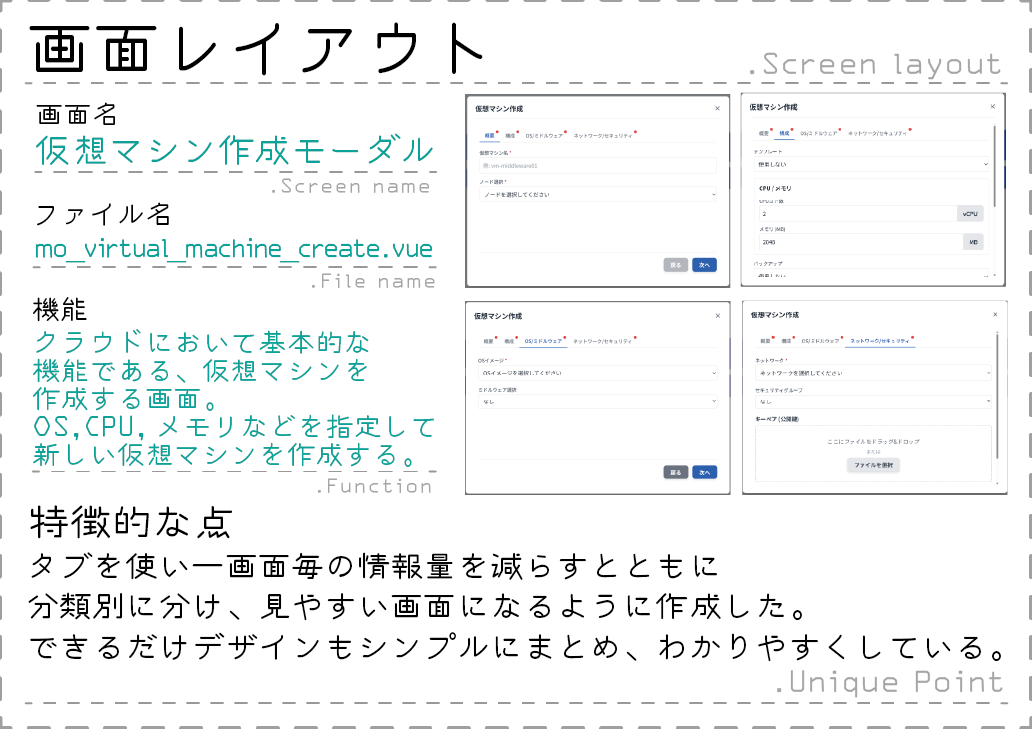 画面レイアウト
.Screen layout
画面名
仮想マシン作成モーダル
.Screen name
ファイル名
mo_virtual_machine_create.vue
.File name
機能
クラウドにおいて基本的な
機能である、仮想マシンを
作成する画面。
OS,CPU,メモリなどを指定して
新しい仮想マシンを作成する。
.Function
仮想マシン作成 ×
概要 構成 OS/ミドルウェア ネットワーク/セキュリティ
仮想マシン名 *
例: vm-middleware01
ノード選択 *
ノードを選択してください
戻る 次へ
仮想マシン作成 ×
概要 構成 OS/ミドルウェア ネットワーク/セキュリティ
テンプレート
使用しない
CPU / メモリ
2 vCPU
メモリ (MB)
2048 MB
バックアップ
使用しない
仮想マシン作成 ×
概要 構成 OS/ミドルウェア ネットワーク/セキュリティ
OSイメージ *
OSイメージを選択してください
ミドルウェア選択
なし
戻る 次へ
仮想マシン作成 ×
概要 構成 OS/ミドルウェア ネットワーク/セキュリティ
ネットワーク *
ネットワークを選択してください
セキュリティグループ
なし
キーペア (公開鍵)
ここにファイルをドラッグ&ドロップ
または
ファイルを選択
特徴的な点
タブを使い一画面毎の情報量を減らすとともに
分類別に分け、見やすい画面になるように作成した。
できるだけデザインもシンプルにまとめ、わかりやすくしている。
.Unique Point